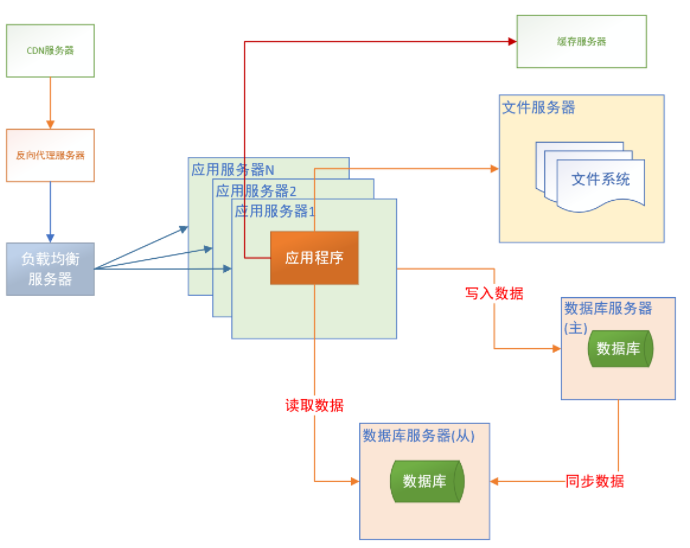 CDN服务器
缓存服务器
文件服务器
文件系统
反向代理服务器
应用服务器N
应用服务器2
应用服务器1
应用程序
负载均衡
服务器
写入数据
数据库服务器
(主)
数据库
读取数据
数据库服务器(从)
数据库
同步数据